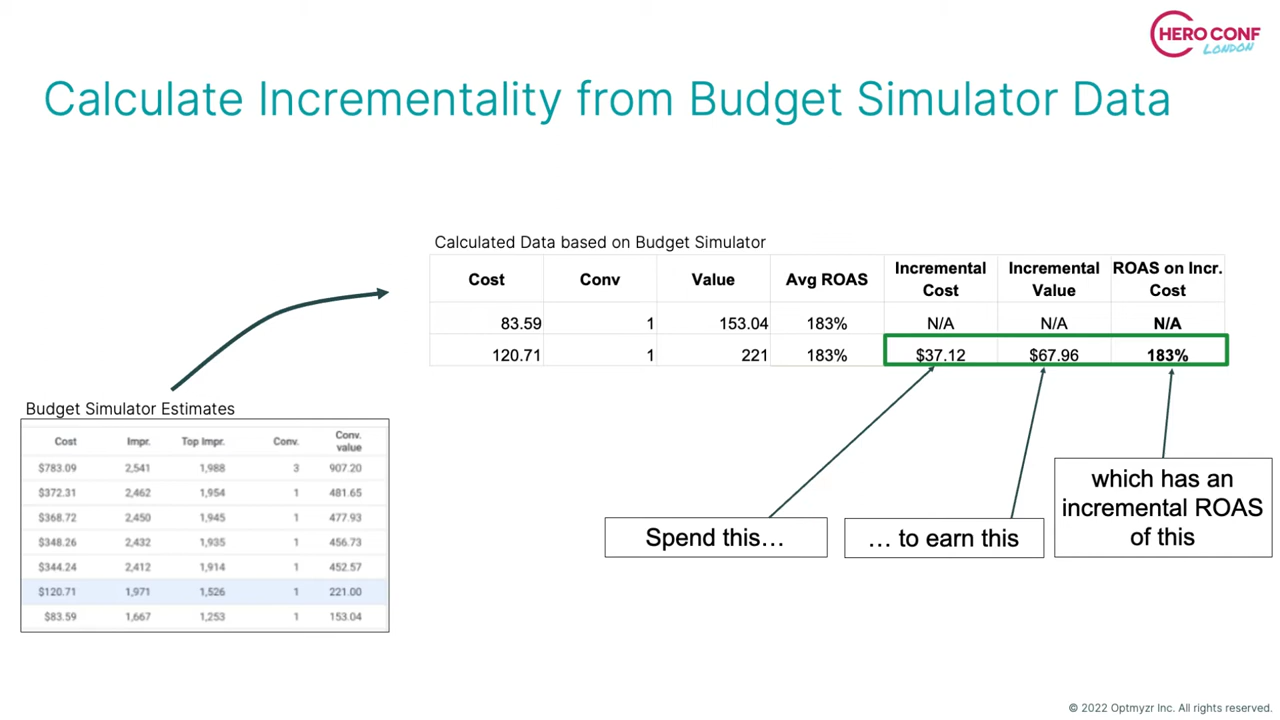 HERO CONF
LONDON
Calculate Incrementality from Budget Simulator Data
Calculated Data based on Budget Simulator
Cost Conv Value Avg ROAS Incremental Cost Incremental Value ROAS on Incr. Cost
83.59 1 153.04 183% N/A N/A N/A
120.71 1 221 183% $37.12 $67.96 183%
Budget Simulator Estimates
Cost Impr. Top Impr. Conv. Conv. value
$783.09 2,541 1,988 3 907.20
$372.31 2,462 1,954 1 481.65
$368.72 2,450 1,945 1 477.93
$348.26 2,432 1,935 1 456.73
$344.24 2,412 1,914 1 452.57
$120.71 1,971 1,526 1 221.00
$83.59 1,667 1,253 1 153.04
Spend this…
… to earn this
which has an
incremental ROAS
of this
© 2022 Optmyzr Inc. All rights reserved.